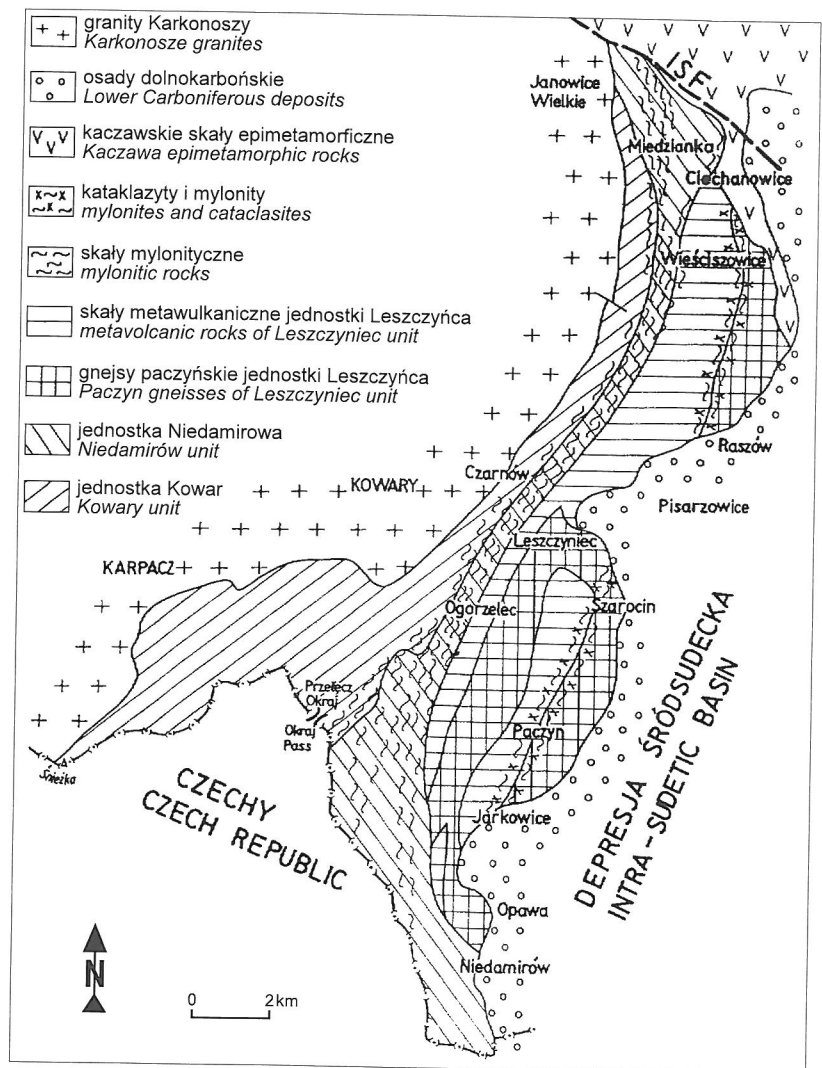 granity Karkonoszy
Karkonosze granites
osady dolnokarbońskie
Lower Carboniferous deposits
kaczawskie skały epimetamorficzne
Kaczawa epimetamorphic rocks
kataklazyty i mylonity
mylonites and cataclasites
skały mylonityczne
mylonitic rocks
skały metawulkaniczne jednostki Leszczyńca
metavolcanic rocks of Leszczyniec unit
gnejsy paczyńskie jednostki Leszczyńca
Paczyn gneisses of Leszczyniec unit
jednostka Niedamirowa
Niedamirów unit
jednostka Kowar
Kowary unit
ISF
Janowice
Wielkie
Miedzianka
Ciechanowice
Wieściszowice
Raszów
Czarnów
KOWARY
Pisarzowice
Leszczyniec
KARPACZ
Ogorzelec
Szarocin
Przełęcz
Okraj
Okraj
Pass
Paczyn
Śnieżka
Jarkowice
CZECHY
CZECH REPUBLIC
DEPRESJA ŚRÓDSUDECKA
INTRA-SUDETIC BASIN
Opawa
Niedamirów
N
0 2km